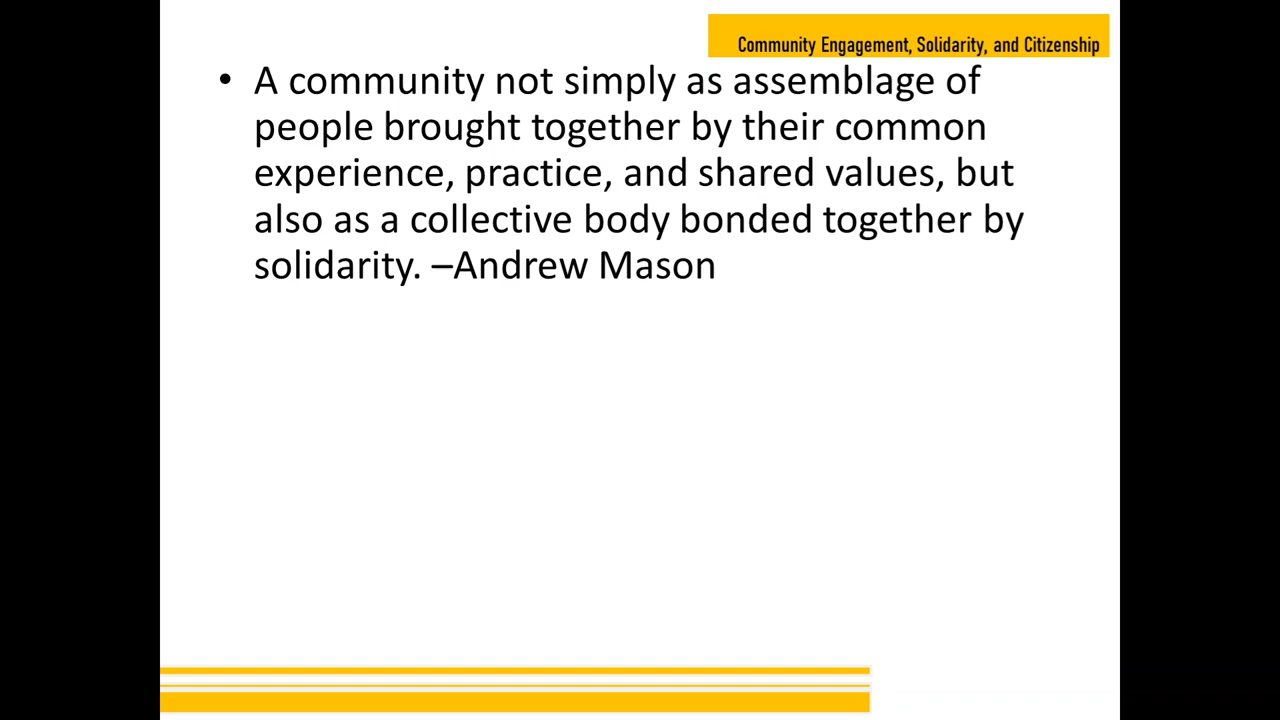 Community Engagement, Solidarity, and Citizenship
• A community not simply as assemblage of
people brought together by their common
experience, practice, and shared values, but
also as a collective body bonded together by
solidarity. –Andrew Mason